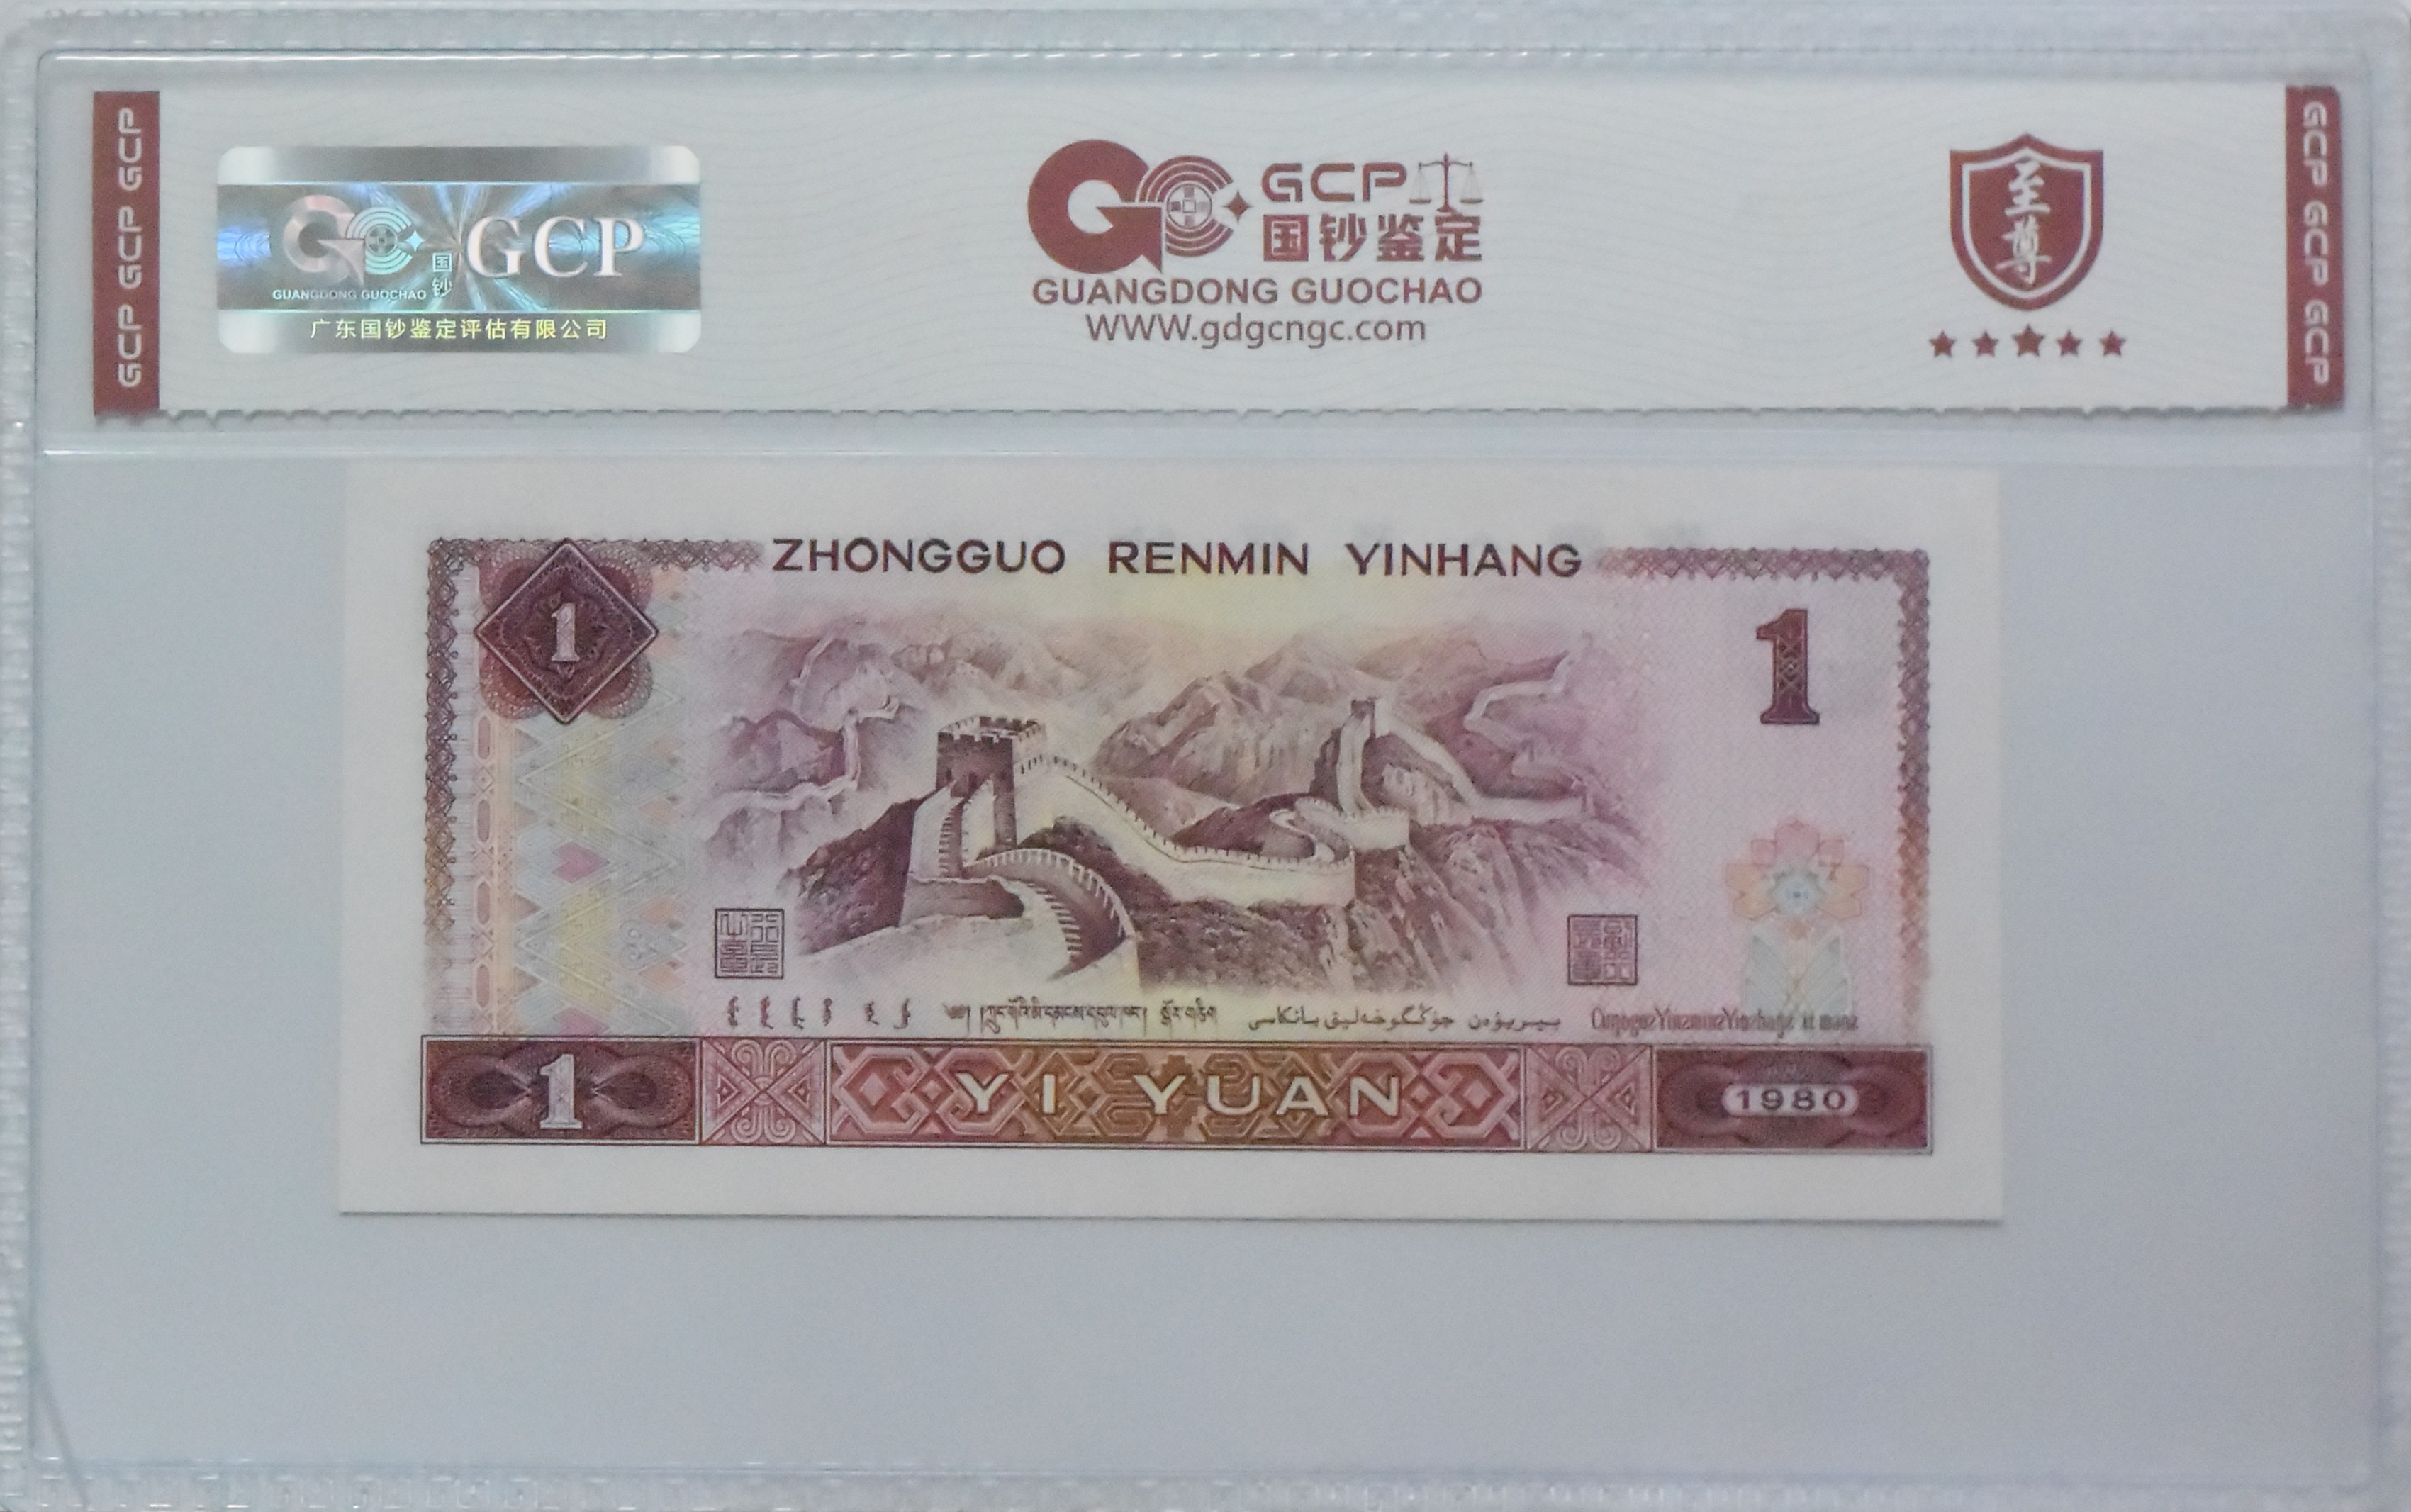 GCP GCP GCP
GCP
国钞
GUANGDONG GUOCHAO
广东国钞鉴定评估有限公司
GCP
国钞鉴定
GUANGDONG GUOCHAO
WWW.gdgcngc.com
至尊
GCP GCP GCP
ZHONGGUO RENMIN YINHANG
1
1
1
YI YUAN
1980